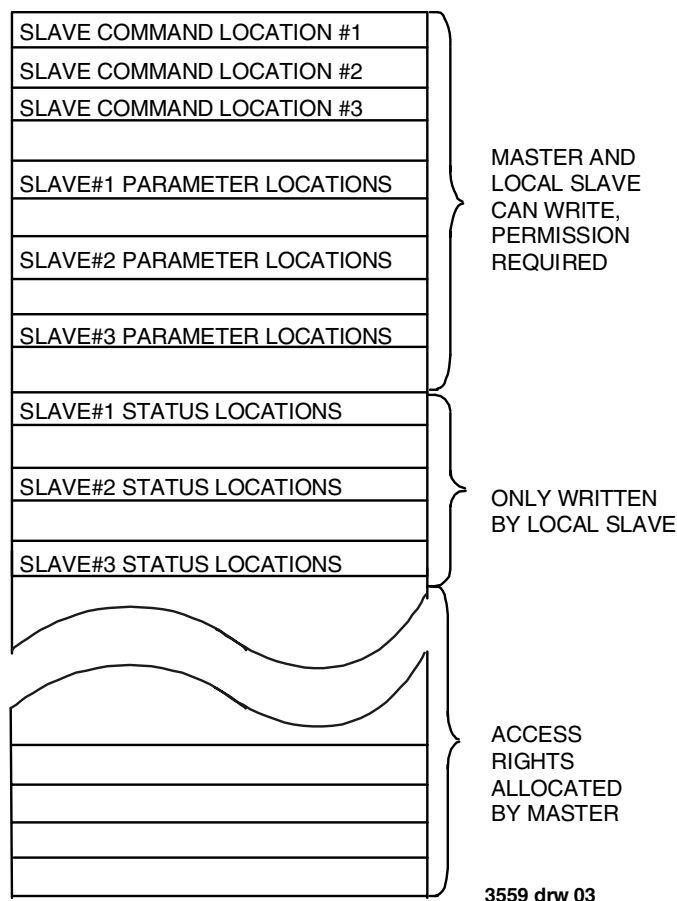 SLAVE COMMAND LOCATION #1
SLAVE COMMAND LOCATION #2
SLAVE COMMAND LOCATION #3
SLAVE#1 PARAMETER LOCATIONS
SLAVE#2 PARAMETER LOCATIONS
SLAVE#3 PARAMETER LOCATIONS
MASTER AND
LOCAL SLAVE
CAN WRITE,
PERMISSION
REQUIRED
SLAVE#1 STATUS LOCATIONS
SLAVE#2 STATUS LOCATIONS
SLAVE#3 STATUS LOCATIONS
ONLY WRITTEN
BY LOCAL SLAVE
ACCESS
RIGHTS
ALLOCATED
BY MASTER
3559 drw 03